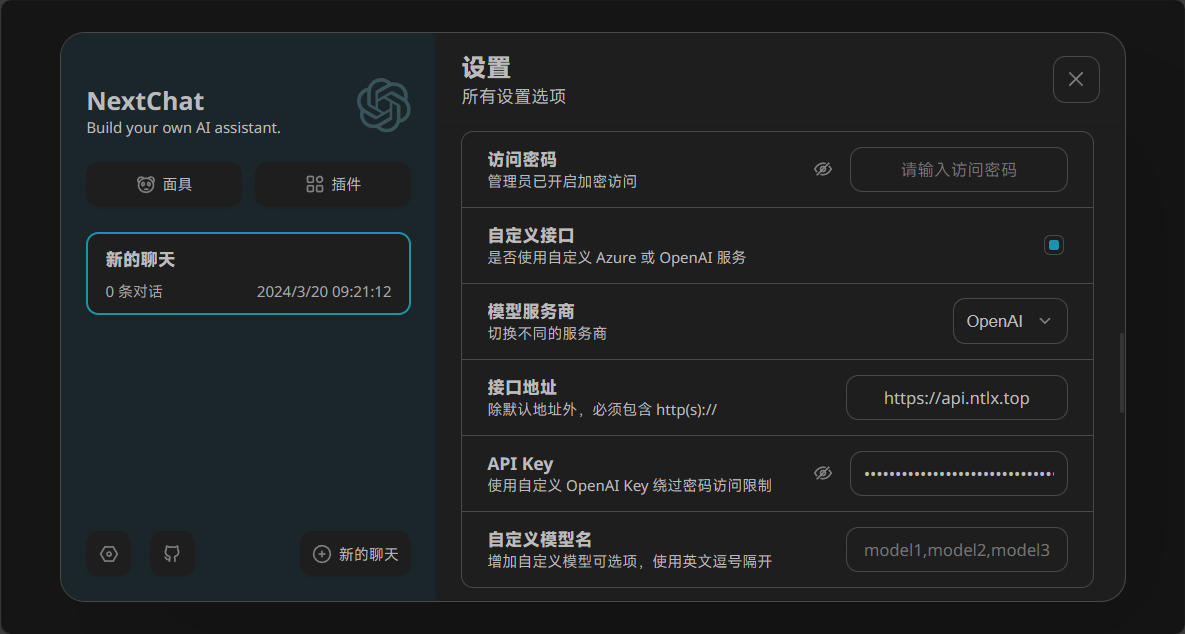 NextChat
Build your own AI assistant.
面具
插件
新的聊天
0 条对话
2024/3/20 09:21:12
新的聊天
设置
所有设置选项
访问密码
管理员已开启加密访问
请输入访问密码
自定义接口
是否使用自定义 Azure 或 OpenAI 服务
模型服务商
切换不同的服务商
OpenAI
接口地址
除默认地址外，必须包含 http(s)://
https://api.ntlx.top
API Key
使用自定义 OpenAI Key 绕过密码访问限制
自定义模型名
增加自定义模型可选项，使用英文逗号隔开
model1,model2,model3